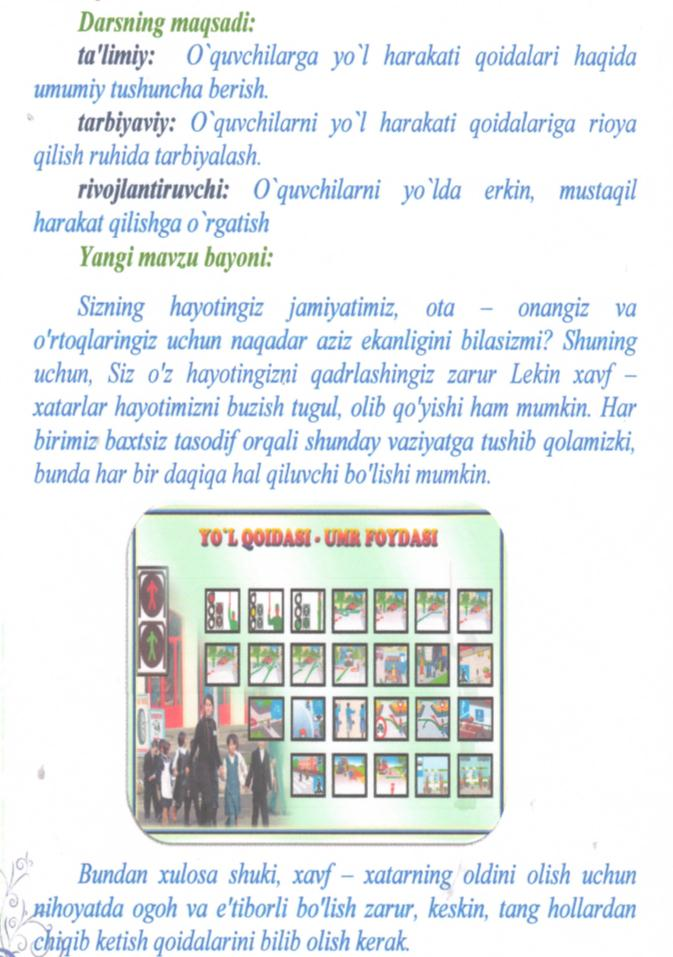 Darsning maqsadi:
ta'limiy: O`quvchilarga yo`l harakati qoidalari haqida
umumiy tushuncha berish.
tarbiyaviy: O`quvchilarni yo`l harakati qoidalariga rioya
qilish ruhida tarbiyalash.
rivojlantiruvchi: O`quvchilarni yo`lda erkin, mustaqil
harakat qilishga o`rgatish
Yangi mavzu bayoni:
Sizning hayotingiz jamiyatimiz, ota – onangiz va
o'rtoqlaringiz uchun naqadar aziz ekanligini bilasizmi? Shuning
uchun, Siz o'z hayotingizni qadrlashingiz zarur Lekin xavf –
xatarlar hayotimizni buzish tugul, olib qo'yishi ham mumkin. Har
birimiz baxtsiz tasodif orqali shunday vaziyatga tushib qolamizki,
bunda har bir daqiqa hal qiluvchi bo'lishi mumkin.
YO`L QOIDASI - UMR FOYDASI
Bundan xulosa shuki, xavf – xatarning oldini olish uchun
nihoyatda ogoh va e'tiborli bo'lish zarur, keskin, tang hollardan
chiqib ketish qoidalarini bilib olish kerak.